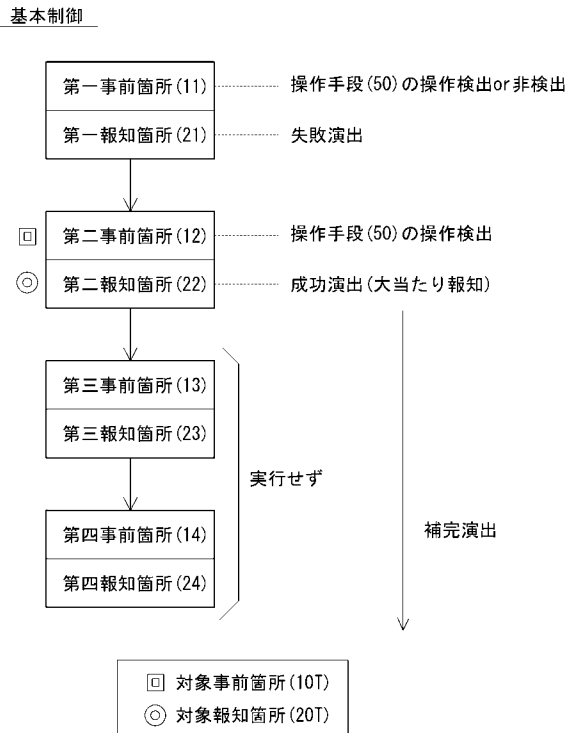 基本制御
第一事前箇所(11)
操作手段(50)の操作検出or非検出
第一報知箇所(21)
失敗演出
第二事前箇所(12)
操作手段(50)の操作検出
第二報知箇所(22)
成功演出(大当たり報知)
第三事前箇所(13)
第三報知箇所(23)
実行せず
第四事前箇所(14)
補完演出
第四報知箇所(24)
対象事前箇所(10T)
対象報知箇所(20T)